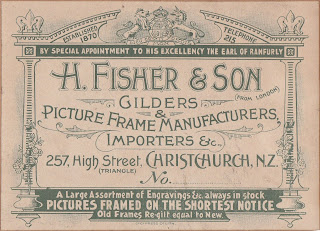 ESTABLISHED 1870
TELEPHONE 215
BY SPECIAL APPOINTMENT TO HIS EXCELLENCY THE EARL OF RANFURLY
H. FISHER & SON
(FROM LONDON)
GILDERS
&
PICTURE FRAME MANUFACTURERS,
IMPORTERS &c.,
257, High Street, CHRISTCHURCH, N.Z.
(TRIANGLE)
No.
A Large Assortment of Engravings &c. always in stock
PICTURES FRAMED ON THE SHORTEST NOTICE
Old Frames Re-gilt equal to New.